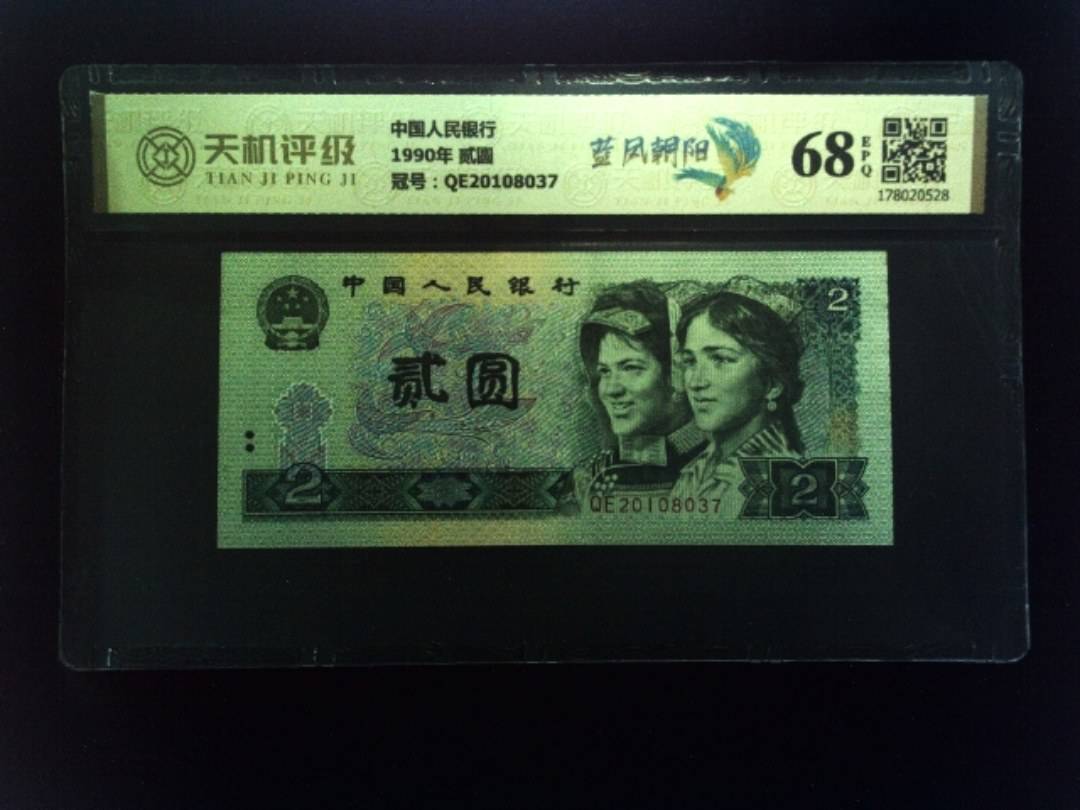 天机评级
TIAN JI PING JI
中国人民银行
1990年 贰圆
冠号：QE20108037
蓝凤朝阳
68
EPQ
178020528
中国人民银行
2
贰圆
2
QE20108037
2